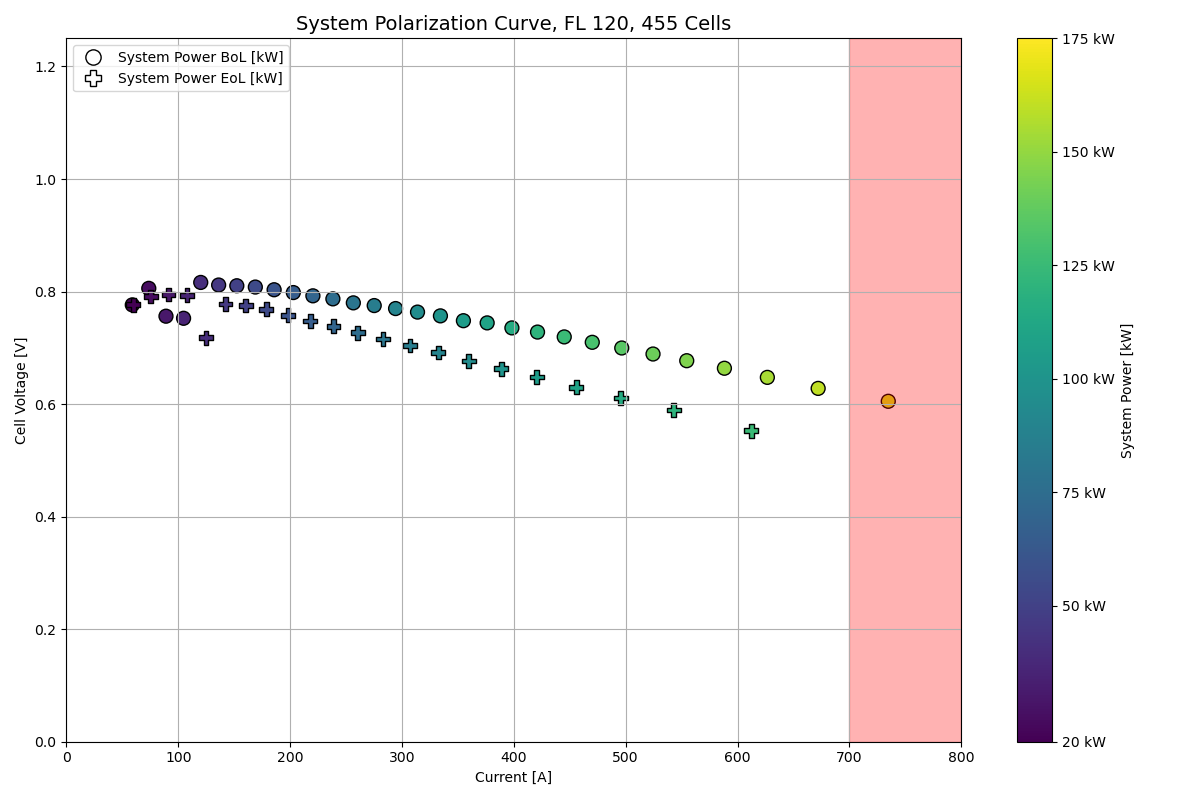 System Polarization Curve, FL 120, 455 Cells
System Power BoL [kW]
System Power EoL [kW]
Cell Voltage [V]
1.2
1.0
0.8
0.6
0.4
0.2
0.0
0 100 200 300 400 500 600 700 800
Current [A]
175 kW
150 kW
125 kW
100 kW
75 kW
50 kW
20 kW
System Power [kW]